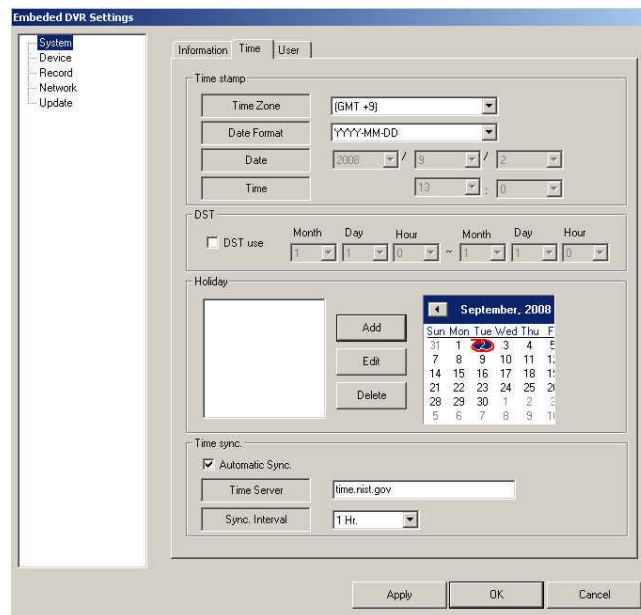 Embeded DVR Settings
System
Device
Record
Network
Update
Information Time User
Time stamp
Time Zone (GMT +9)
Date Format YYYY-MM-DD
Date 2008 / 9 / 2
Time 13 : 0
DST
Month Day Hour Month Day Hour
DST use 1 1 0 ~ 1 1 0
Holiday
Add
Edit
Delete
September, 2008
Sun Mon Tue Wed Thu F
31 1 2 3 4
7 8 9 10 11
14 15 16 17 18
21 22 23 24 25
28 29 30 1 2
5 6 7 8 9
Time sync.
Automatic Sync.
Time Server time.nist.gov
Sync. Interval 1 Hr.
Apply OK Cancel